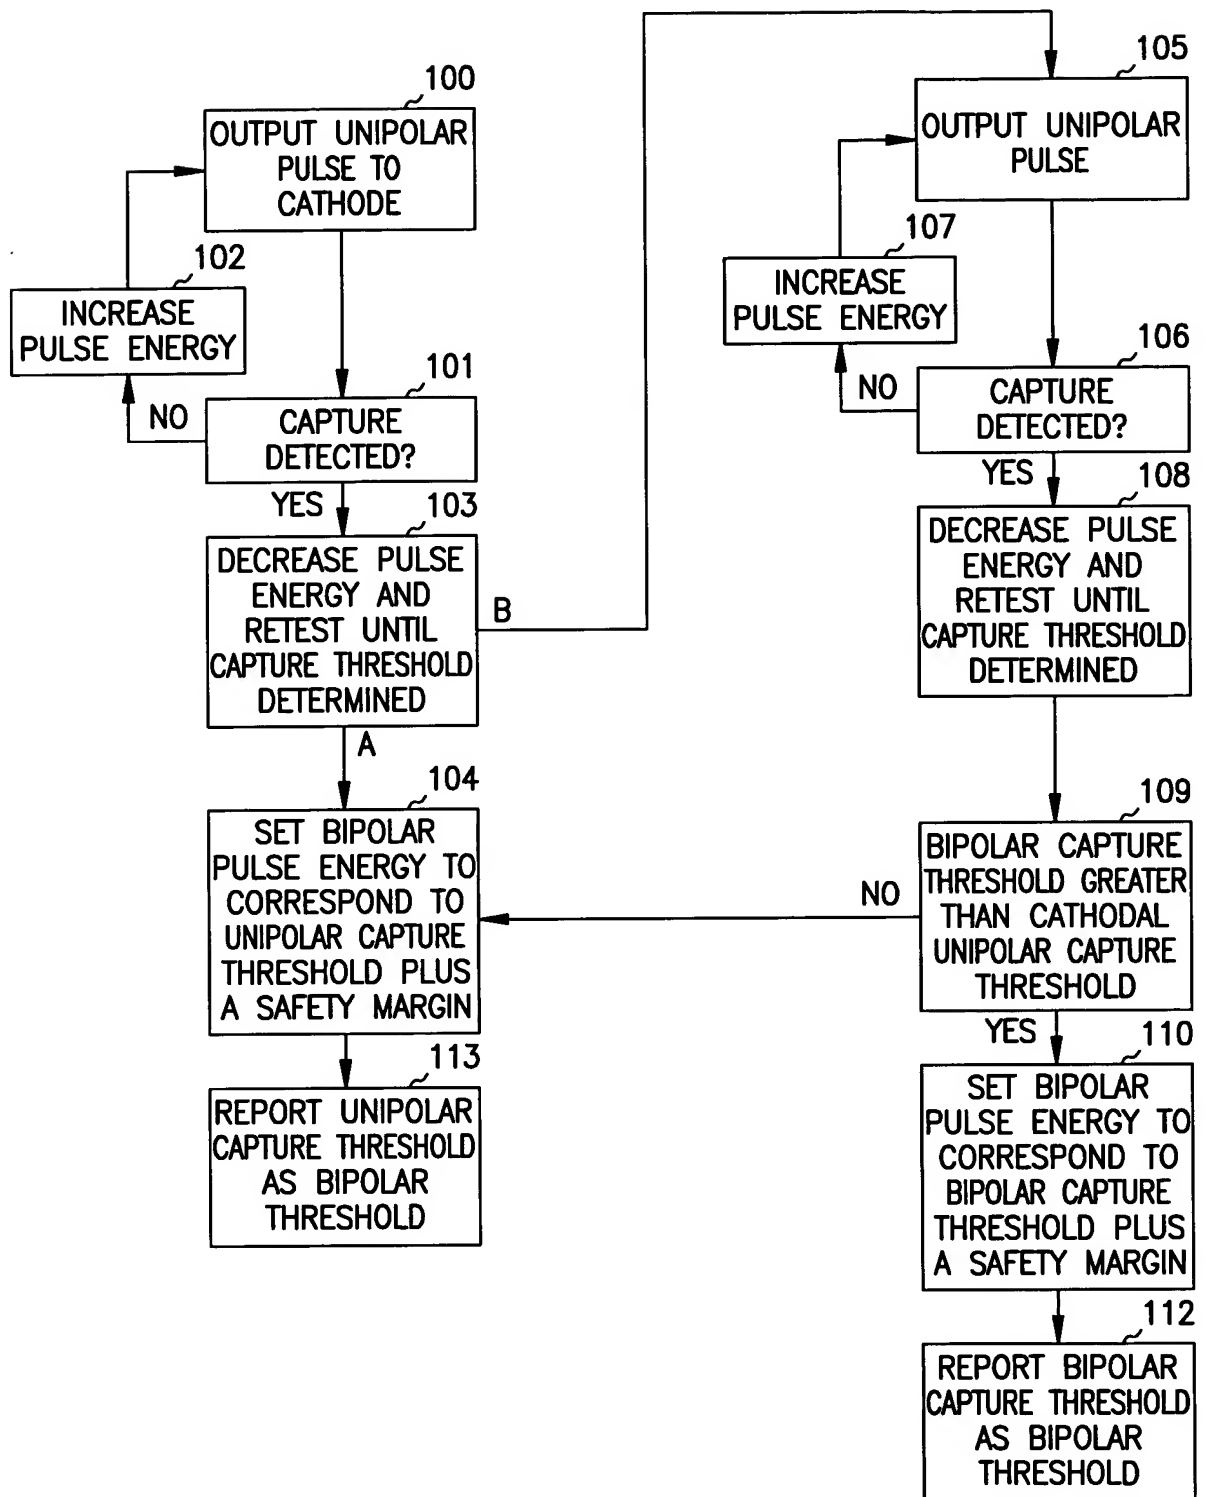 100
OUTPUT UNIPOLAR
PULSE TO
CATHODE
102
INCREASE
PULSE ENERGY
101
CAPTURE
DETECTED?
NO
YES
103
DECREASE PULSE
ENERGY AND
RETEST UNTIL
CAPTURE THRESHOLD
DETERMINED
B
A
104
SET BIPOLAR
PULSE ENERGY TO
CORRESPOND TO
UNIPOLAR CAPTURE
THRESHOLD PLUS
A SAFETY MARGIN
113
REPORT UNIPOLAR
CAPTURE THRESHOLD
AS BIPOLAR
THRESHOLD
105
OUTPUT UNIPOLAR
PULSE
107
INCREASE
PULSE ENERGY
106
CAPTURE
DETECTED?
NO
YES
108
DECREASE PULSE
ENERGY AND
RETEST UNTIL
CAPTURE THRESHOLD
DETERMINED
109
BIPOLAR CAPTURE
THRESHOLD GREATER
THAN CATHODAL
UNIPOLAR CAPTURE
THRESHOLD
NO
YES
110
SET BIPOLAR
PULSE ENERGY TO
CORRESPOND TO
BIPOLAR CAPTURE
THRESHOLD PLUS
A SAFETY MARGIN
112
REPORT BIPOLAR
CAPTURE THRESHOLD
AS BIPOLAR
THRESHOLD